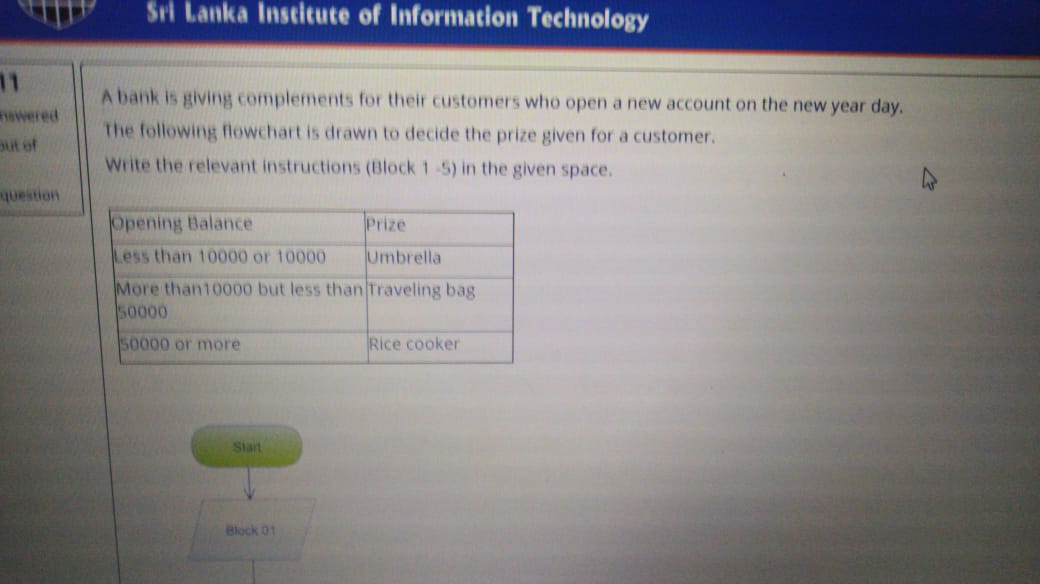 Sri Lanka Institute of Information Technology
11
nswered
A bank is giving complements for their customers who open a new account on the new year day.
out of
The following flowchart is drawn to decide the prize given for a customer.
Write the relevant instructions (Block 1 -5) in the given space.
question
Opening Balance Prize
Less than 10000 or 10000 Umbrella
More than10000 but less than Traveling bag
50000
50000 or more Rice cooker
Start
Block 01